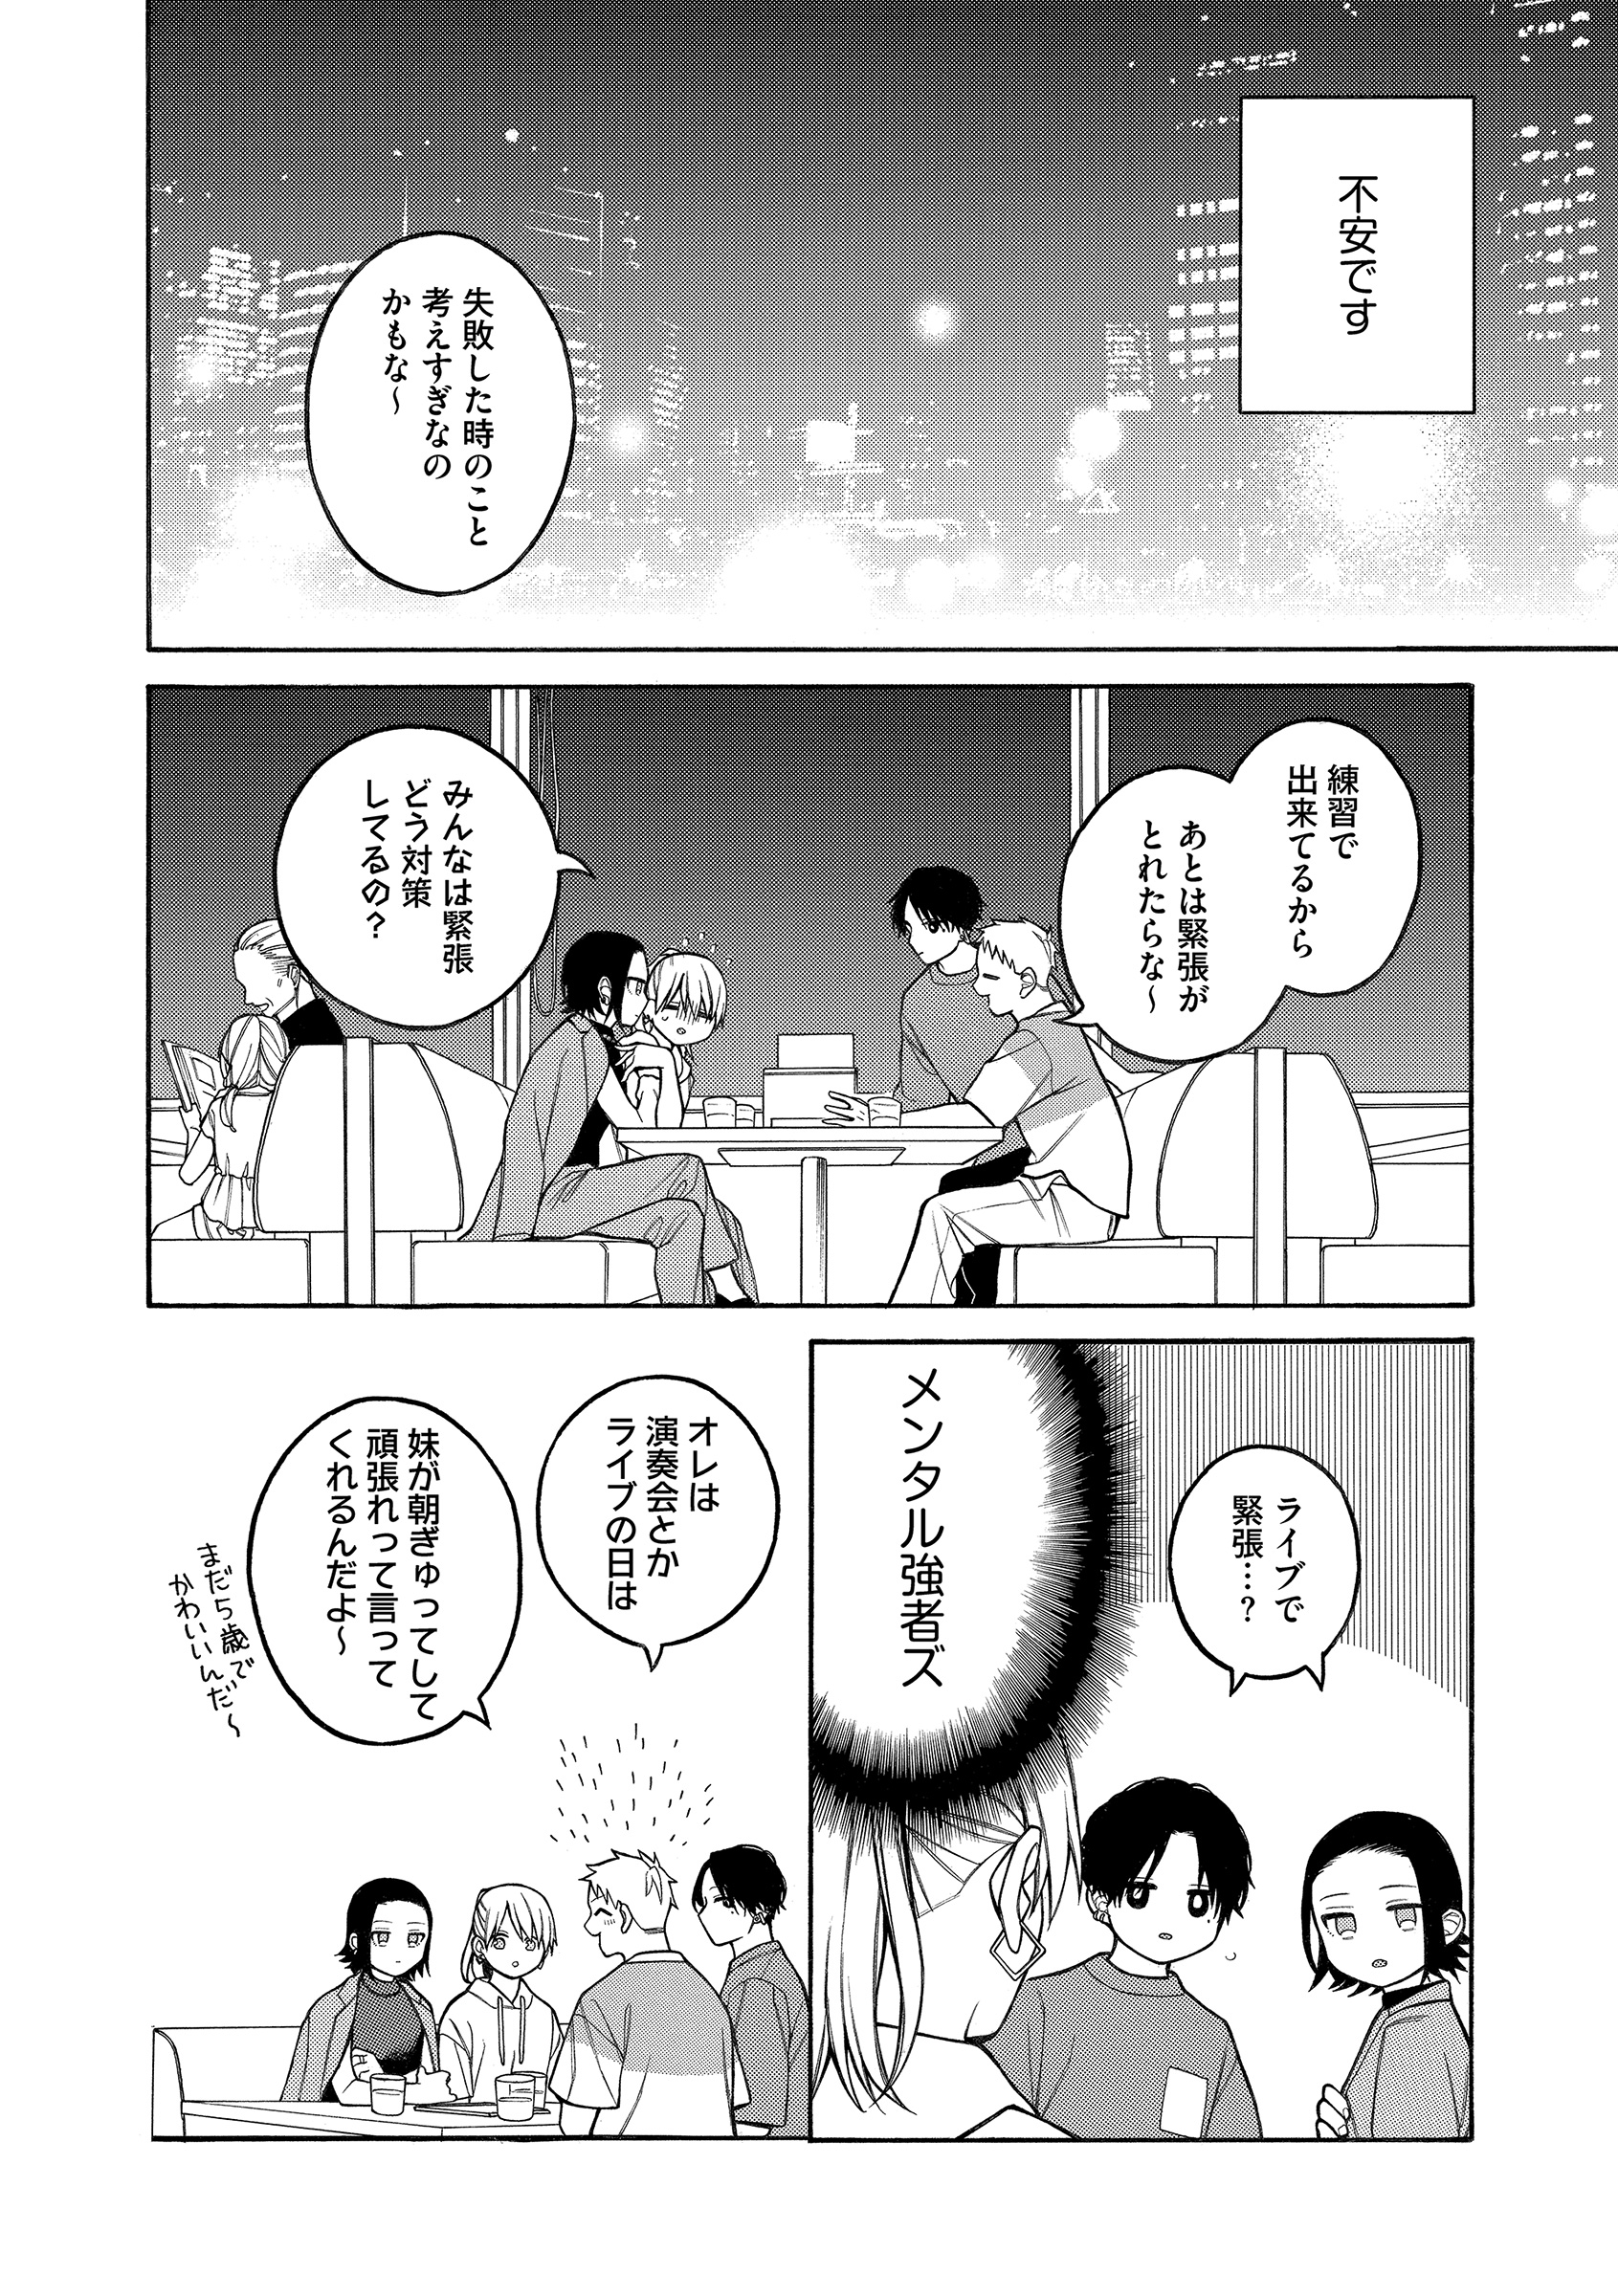 不安です
失敗した時のこと
考えすぎなの
かもな〜
練習で
出来てるから
あとは緊張が
とれたらな〜
みんなは緊張
どう対策
してるの？
ライブで
緊張…？
メンタル強者ズ
オレは
演奏会とか
ライブの日は
妹が朝ぎゅってして
頑張れって言って
くれるんだよ〜
まだ5歳で
かわいいんだ〜